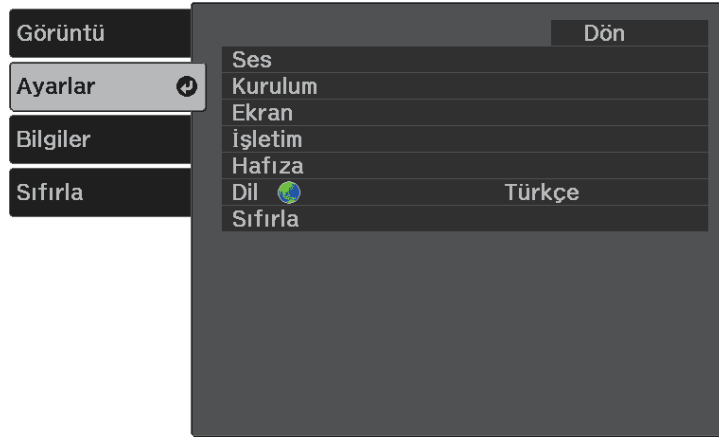 Görüntü
Ayarlar
Bilgiler
Sıfırla
Dön
Ses
Kurulum
Ekran
İşletim
Hafıza
Dil Türkçe
Sıfırla